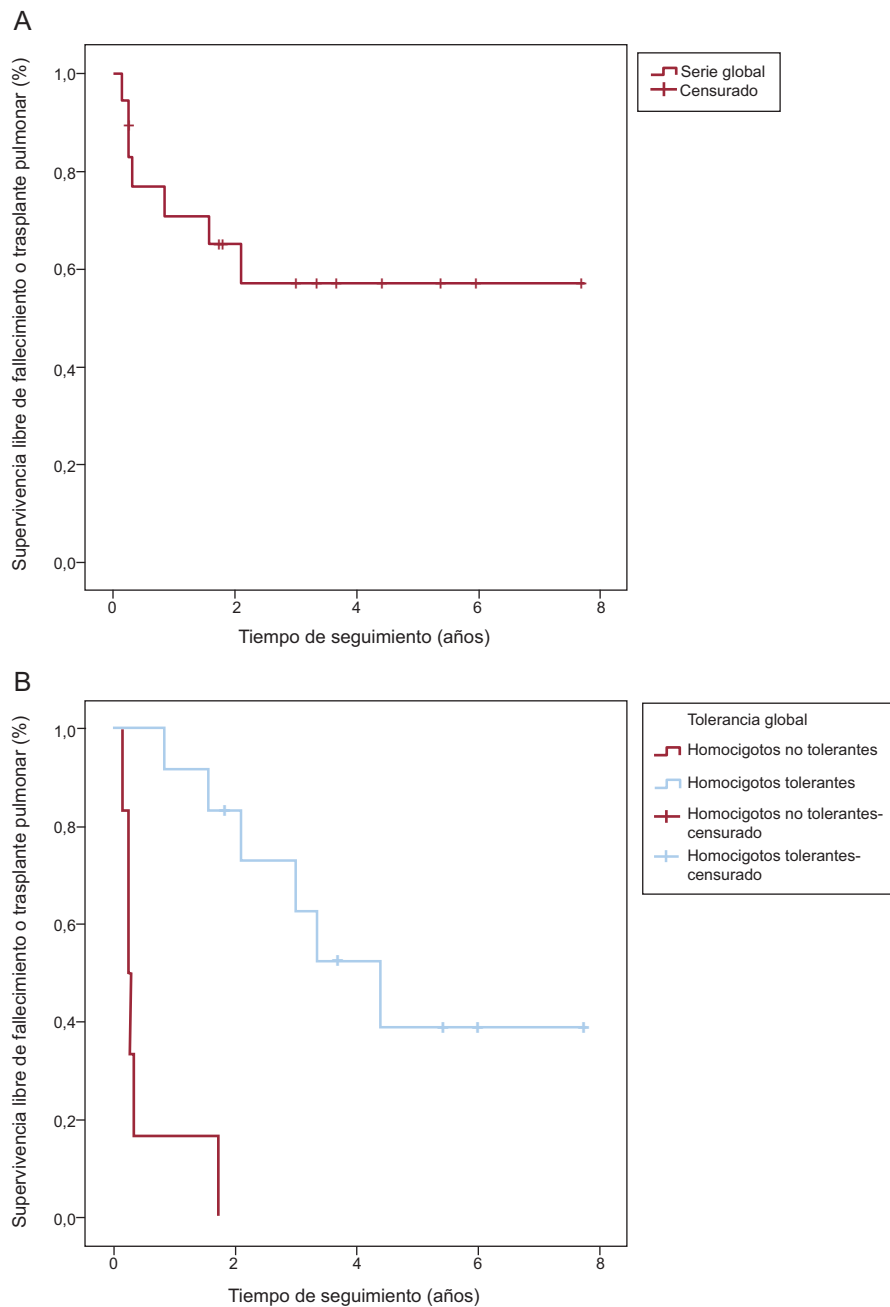 A
Supervivencia libre de fallecimiento o trasplante pulmonar (%)
1,0
0,8
0,6
0,4
0,2
0,0
0 2 4 6 8
Tiempo de seguimiento (años)
Serie global
Censurado
B
Supervivencia libre de fallecimiento o trasplante pulmonar (%)
1,0
0,8
0,6
0,4
0,2
0,0
0 2 4 6 8
Tiempo de seguimiento (años)
Tolerancia global
Homocigotos no tolerantes
Homocigotos tolerantes
Homocigotos no tolerantes-
censurado
Homocigotos tolerantes-
censurado